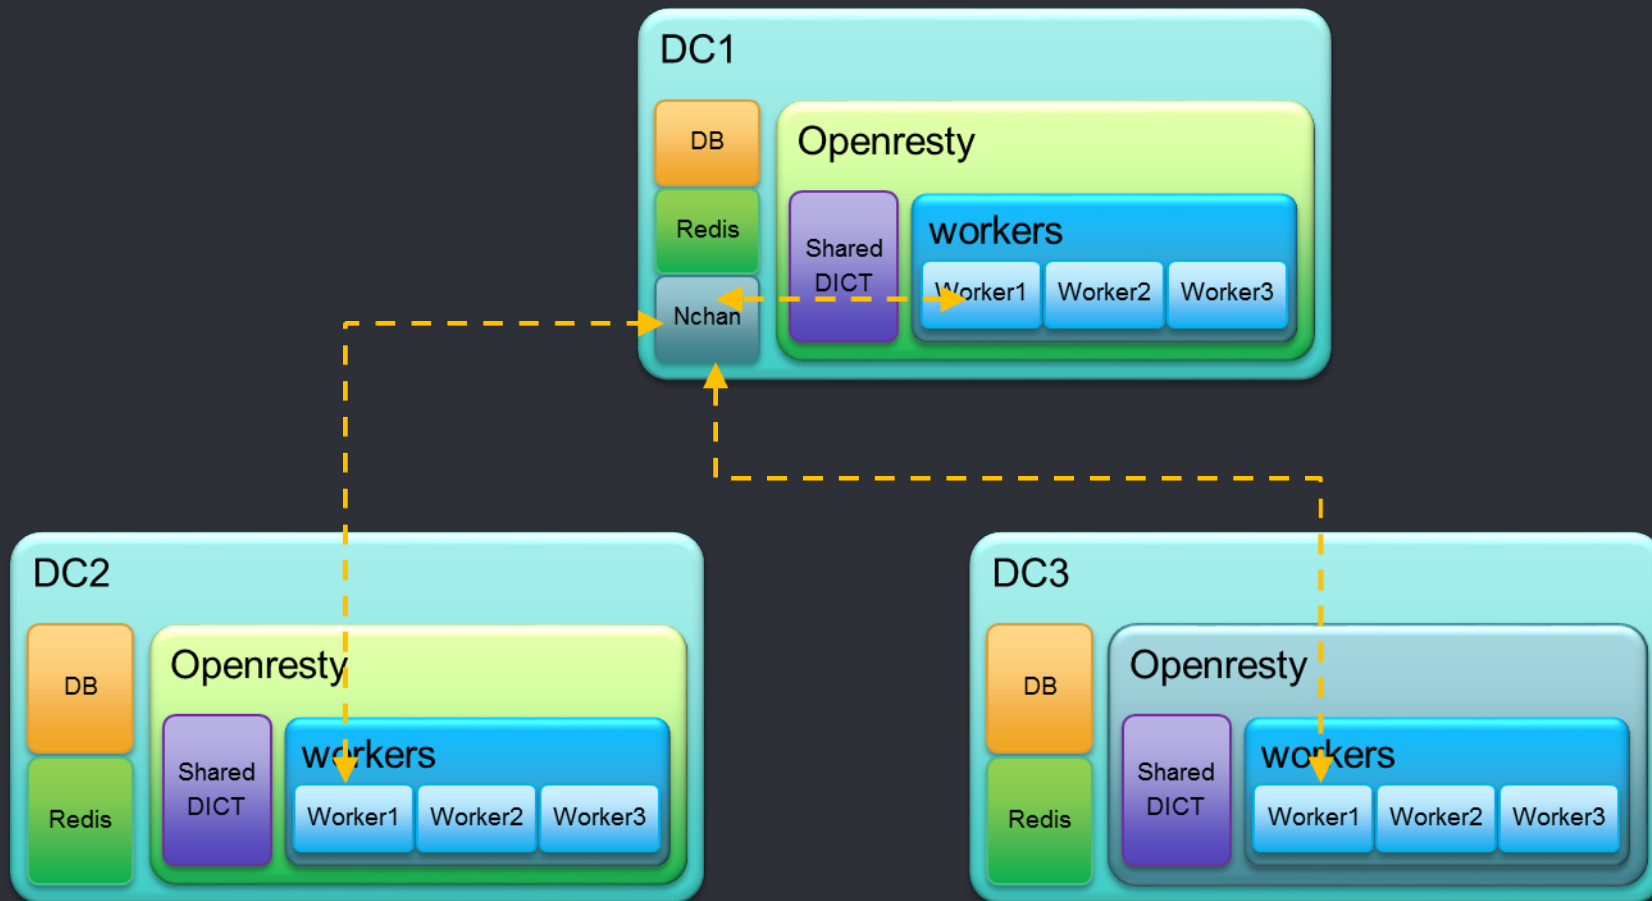 DC1
DB
Openresty
Redis
Shared
DICT
workers
Worker1
Worker2
Worker3
Nchan
DC2
DB
Openresty
Redis
Shared
DICT
workers
Worker1
Worker2
Worker3
DC3
DB
Openresty
Redis
Shared
DICT
workers
Worker1
Worker2
Worker3